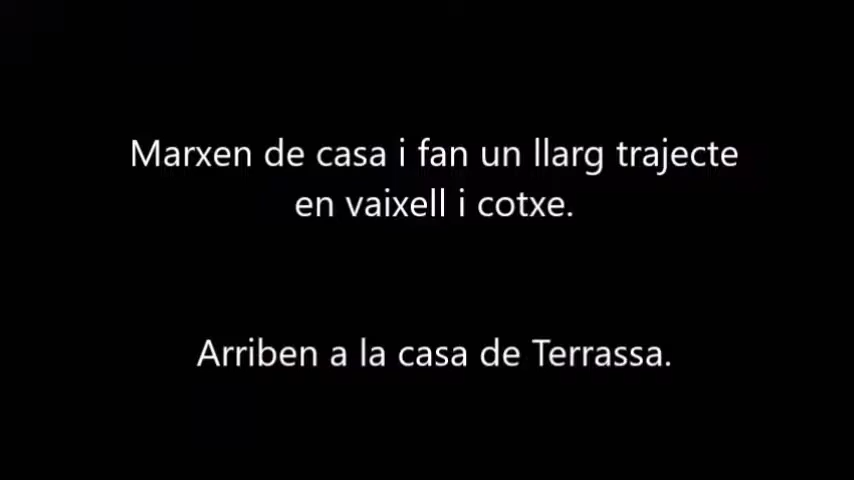 Marxen de casa i fan un llarg trajecte
en vaixell i cotxe.
Arriben a la casa de Terrassa.